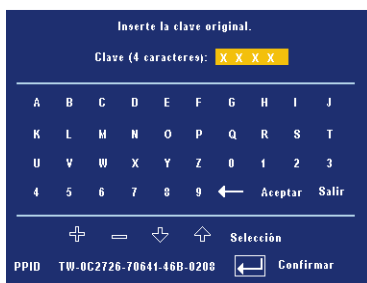 Inserte la clave original.
Clave (4 caracteres): X X X X
A B C D E F G H I J
K L M N O P Q R S T
U V W X Y Z 0 1 2 3
4 5 6 7 8 9 Aceptar Salir
Selección
PPID TW-0C2726-70641-46B-0208 Confirmar